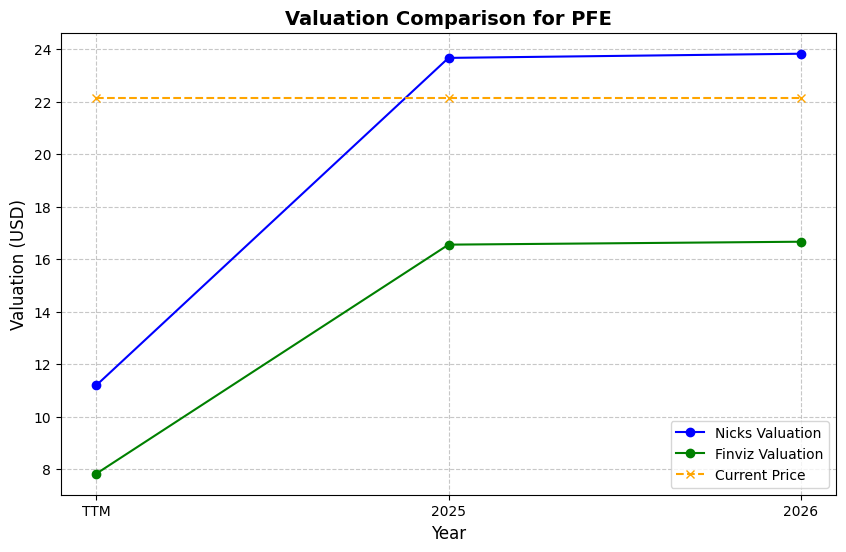 Valuation Comparison for PFE
Valuation (USD)
24
22
20
18
16
14
12
10
8
TTM
2025
2026
Year
Nicks Valuation
Finviz Valuation
Current Price